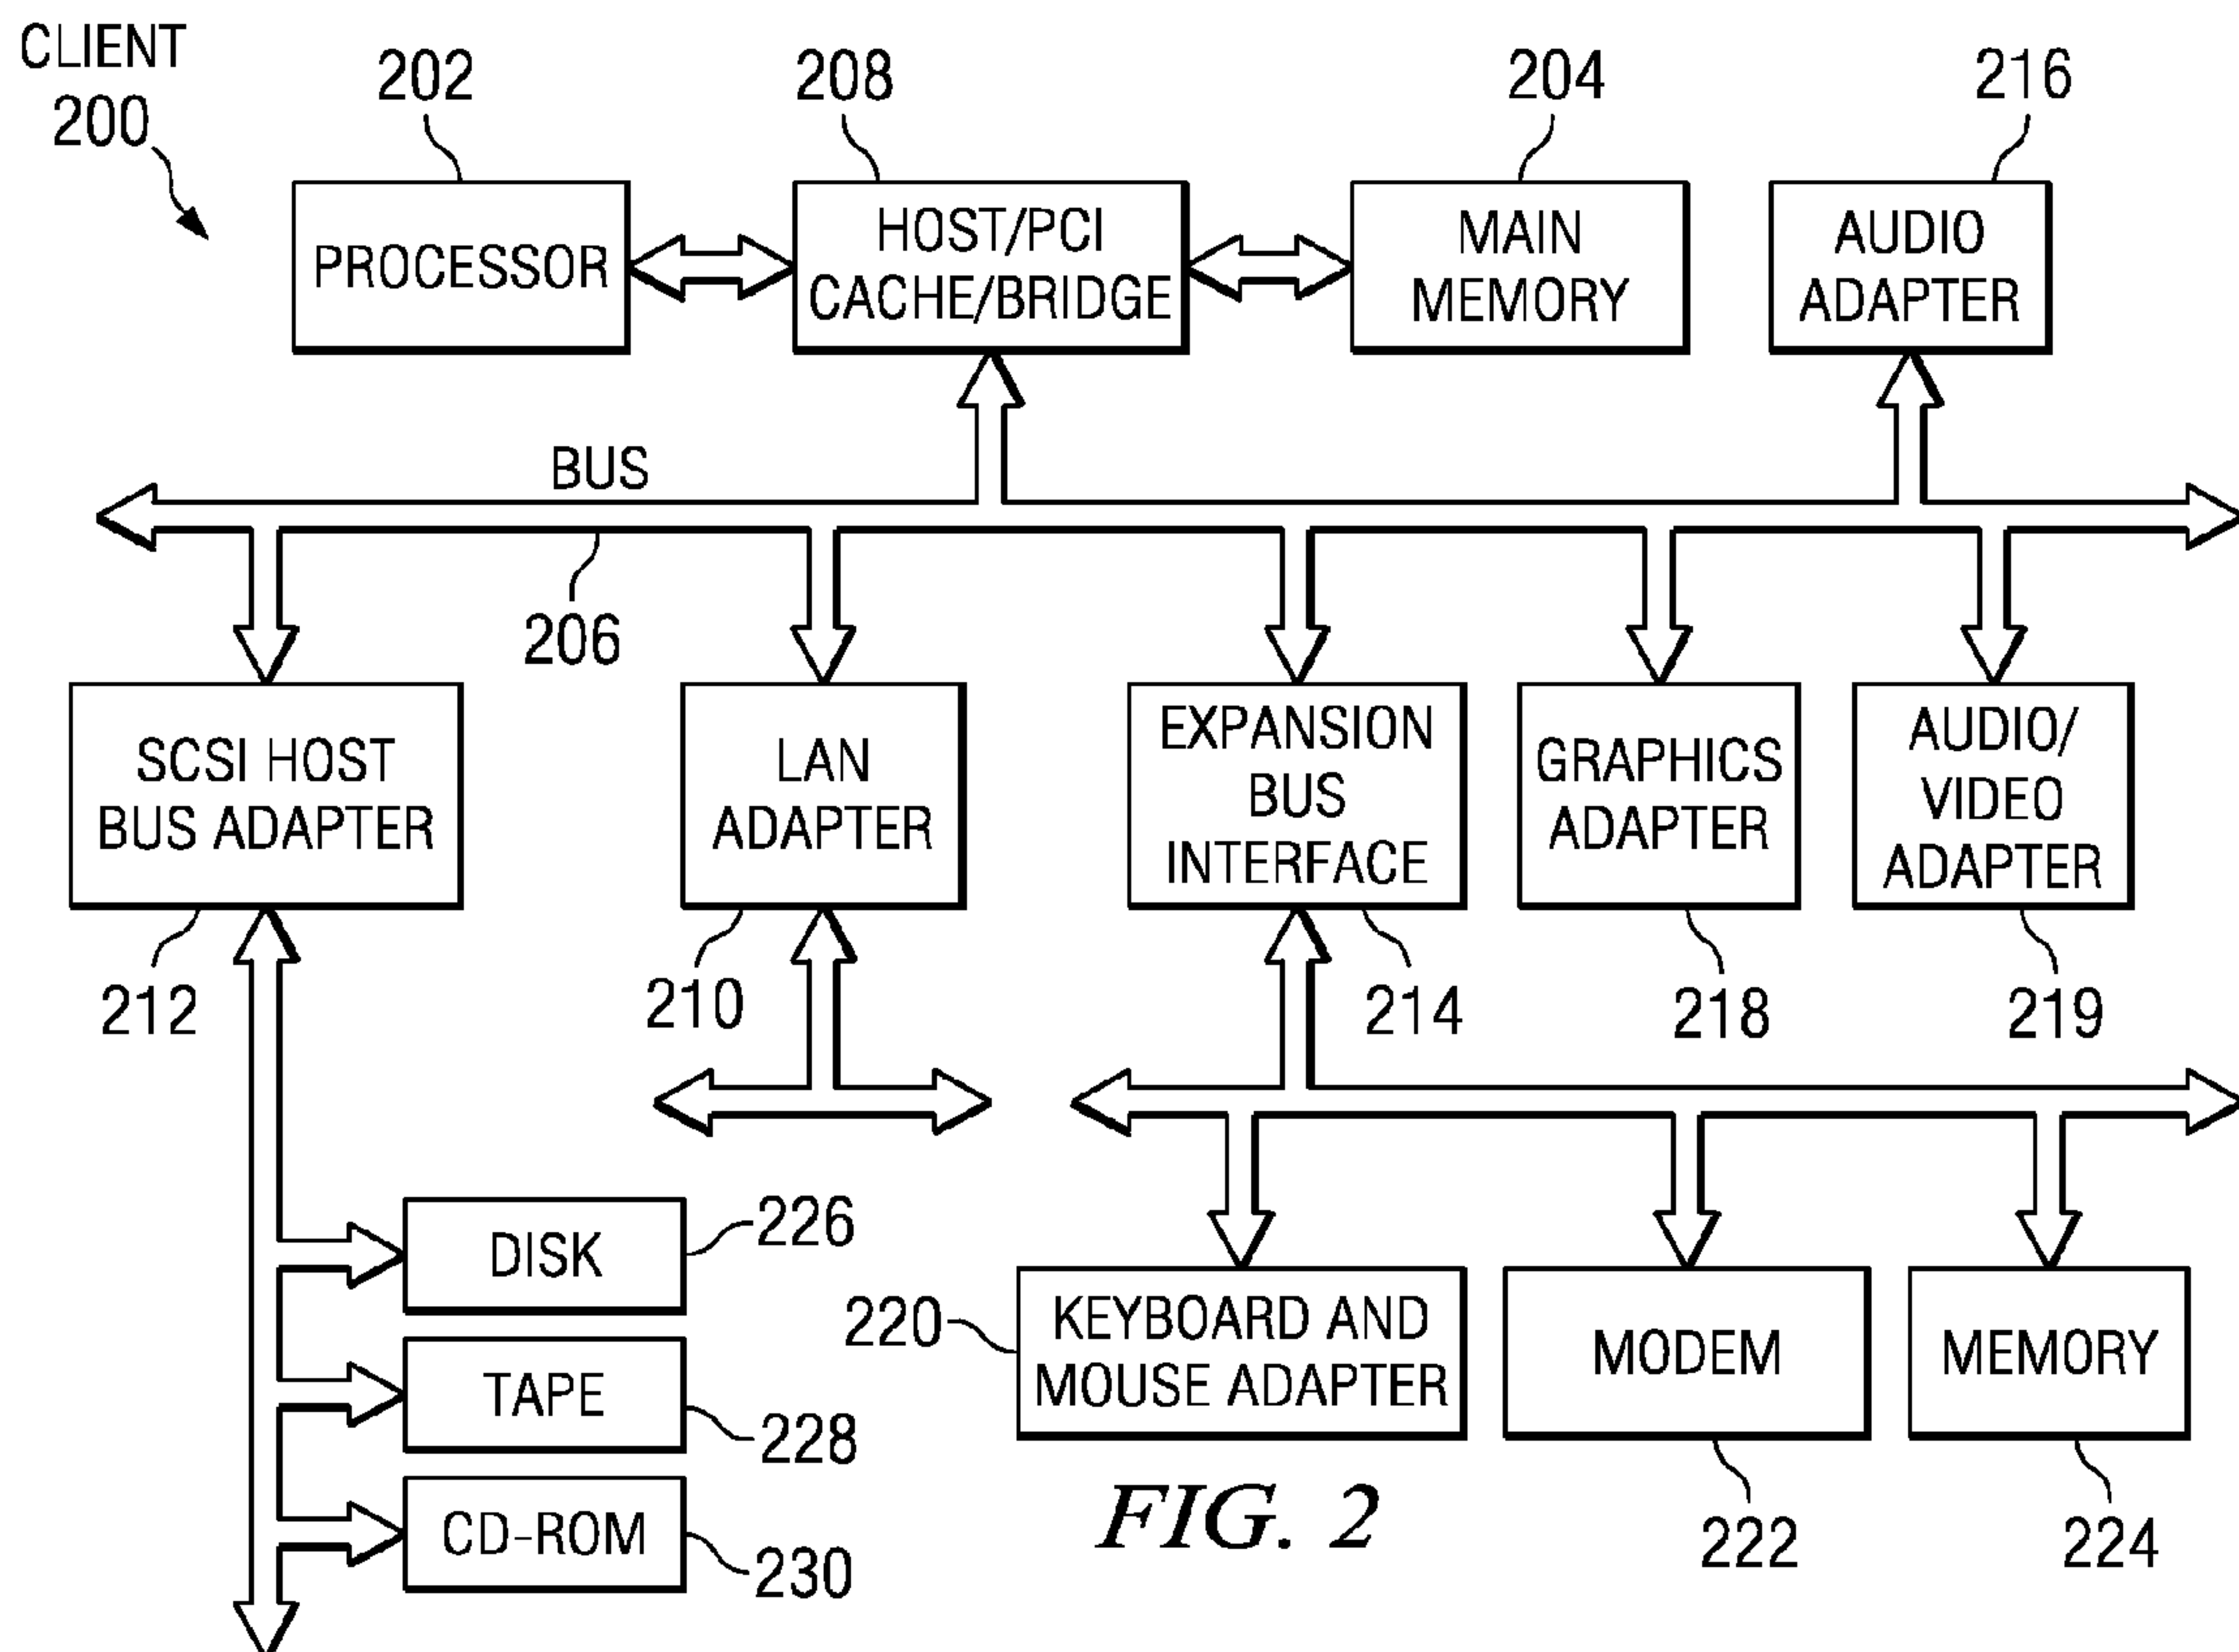 CLIENT
200
202
208
204
216
PROCESSOR
HOST/PCI
CACHE/BRIDGE
MAIN
MEMORY
AUDIO
ADAPTER
BUS
206
SCSI HOST
BUS ADAPTER
LAN
ADAPTER
EXPANSION
BUS
INTERFACE
GRAPHICS
ADAPTER
AUDIO/
VIDEO
ADAPTER
212
210
214
218
219
DISK
226
TAPE
228
CD-ROM
230
220
KEYBOARD AND
MOUSE ADAPTER
MODEM
MEMORY
222
224
FIG. 2